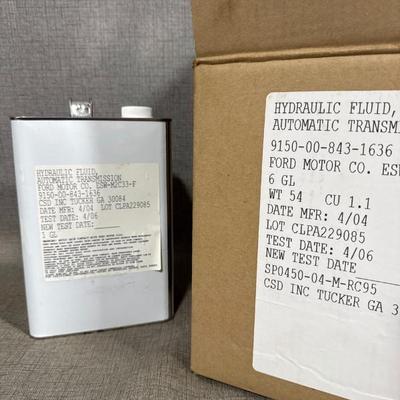 HYDRAULIC FLUID,
AUTOMATIC TRANSMISSION
FORD MOTOR CO. ESW-M2C33-F
9150-00-843-1636
CSD INC TUCKER GA 30084
DATE MFR: 4/04 LOT CLPA229085
TEST DATE: 4/06
NEW TEST DATE:
1 GL
HYDRAULIC FLUID,
AUTOMATIC TRANSMI
9150-00-843-1636
FORD MOTOR CO. ESW
6 GL
WT 54 CU 1.1
DATE MFR: 4/04
LOT CLPA229085
TEST DATE: 4/06
NEW TEST DATE
SP0450-04-M-RC95
CSD INC TUCKER GA 3